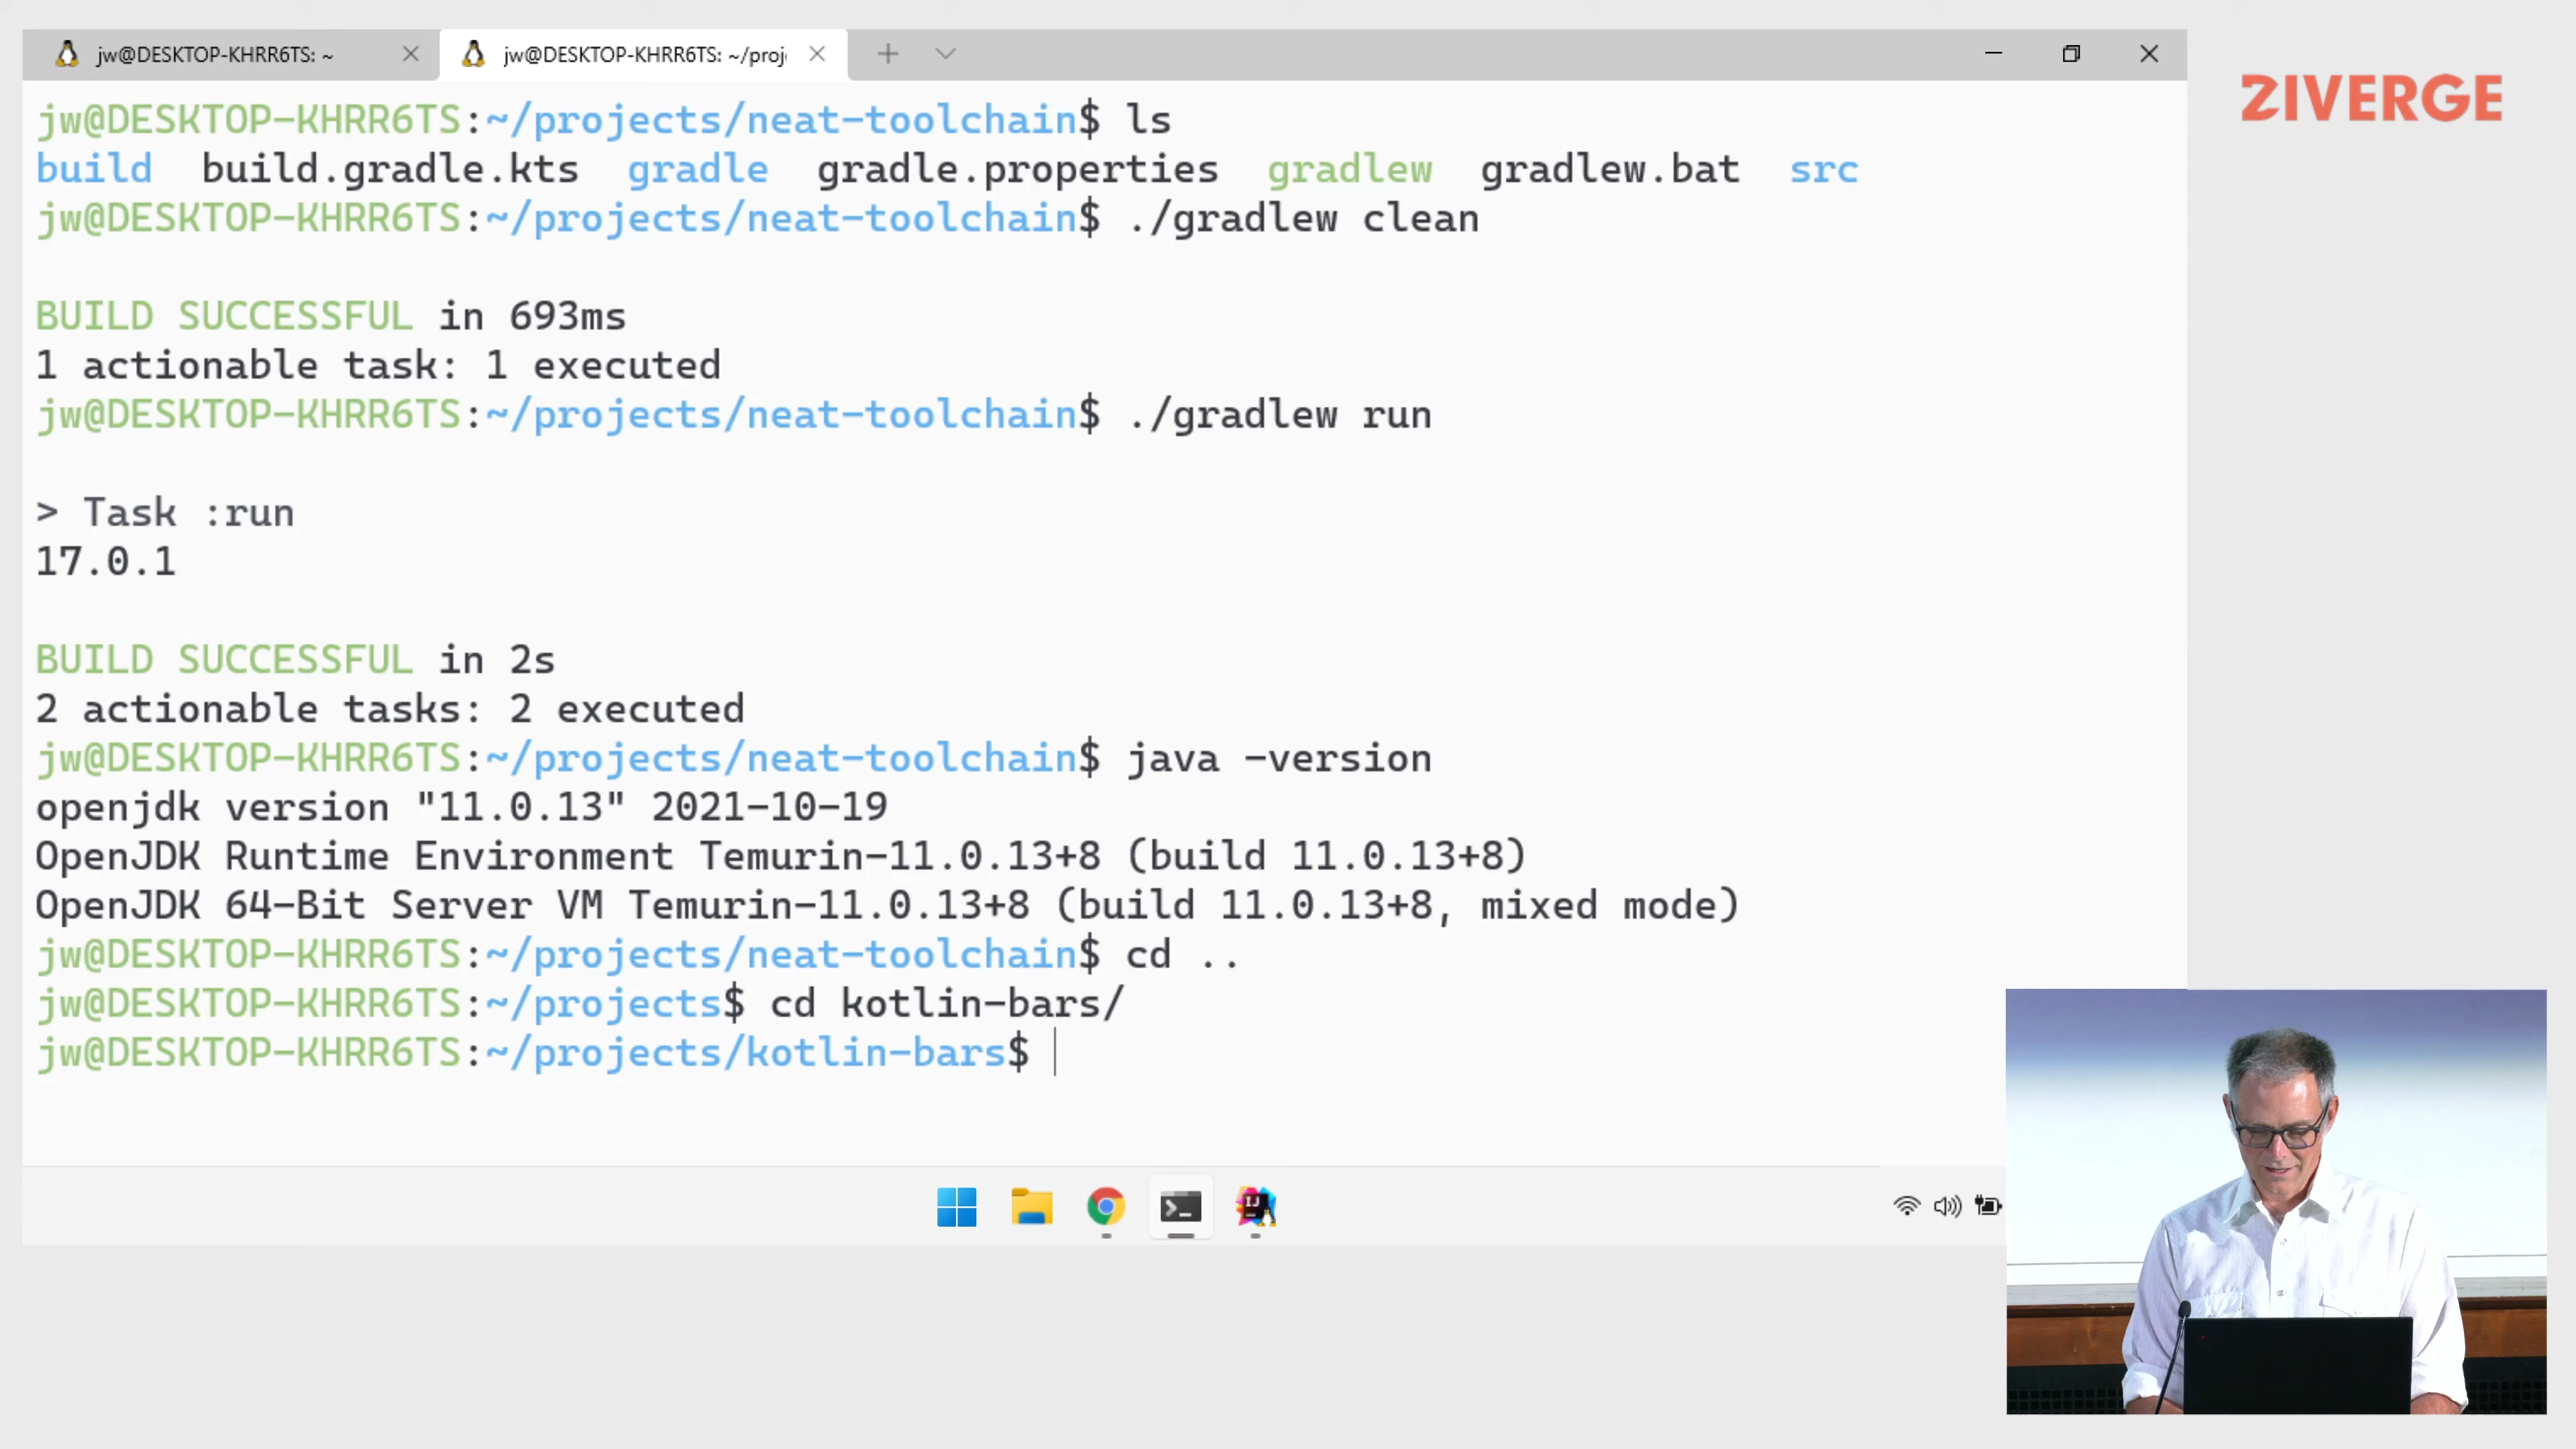 jw@DESKTOP-KHRR6TS: ~
jw@DESKTOP-KHRR6TS: ~/proj
ZIVERGE
jw@DESKTOP-KHRR6TS:~/projects/neat-toolchain$ ls
build build.gradle.kts gradle gradle.properties gradlew gradlew.bat src
jw@DESKTOP-KHRR6TS:~/projects/neat-toolchain$ ./gradlew clean
BUILD SUCCESSFUL in 693ms
1 actionable task: 1 executed
jw@DESKTOP-KHRR6TS:~/projects/neat-toolchain$ ./gradlew run
> Task :run
17.0.1
BUILD SUCCESSFUL in 2s
2 actionable tasks: 2 executed
jw@DESKTOP-KHRR6TS:~/projects/neat-toolchain$ java -version
openjdk version "11.0.13" 2021-10-19
OpenJDK Runtime Environment Temurin-11.0.13+8 (build 11.0.13+8)
OpenJDK 64-Bit Server VM Temurin-11.0.13+8 (build 11.0.13+8, mixed mode)
jw@DESKTOP-KHRR6TS:~/projects/neat-toolchain$ cd ..
jw@DESKTOP-KHRR6TS:~/projects$ cd kotlin-bars/
jw@DESKTOP-KHRR6TS:~/projects/kotlin-bars$
IJ